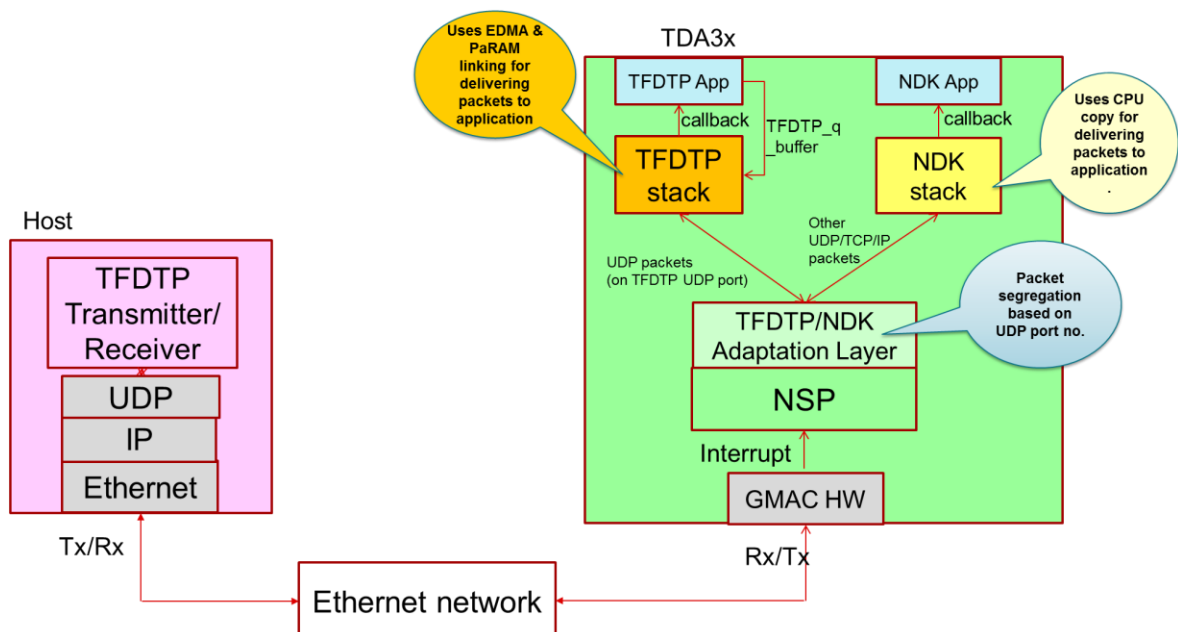 Uses EDMA &
PaRAM
linking for
delivering
packets to
application
TDA3x
TFDTP App
NDK App
callback
TFDTP_q
_buffer
callback
Uses CPU
copy for
delivering
packets to
application
.
TFDTP
stack
NDK
stack
Host
TFDTP
Transmitter/
Receiver
UDP
IP
Ethernet
UDP packets
(on TFDTP UDP port)
Other
UDP/TCP/IP
packets
Packet
segregation
based on
UDP port no.
TFDTP/NDK
Adaptation Layer
NSP
Interrupt
GMAC HW
Tx/Rx
Rx/Tx
Ethernet network